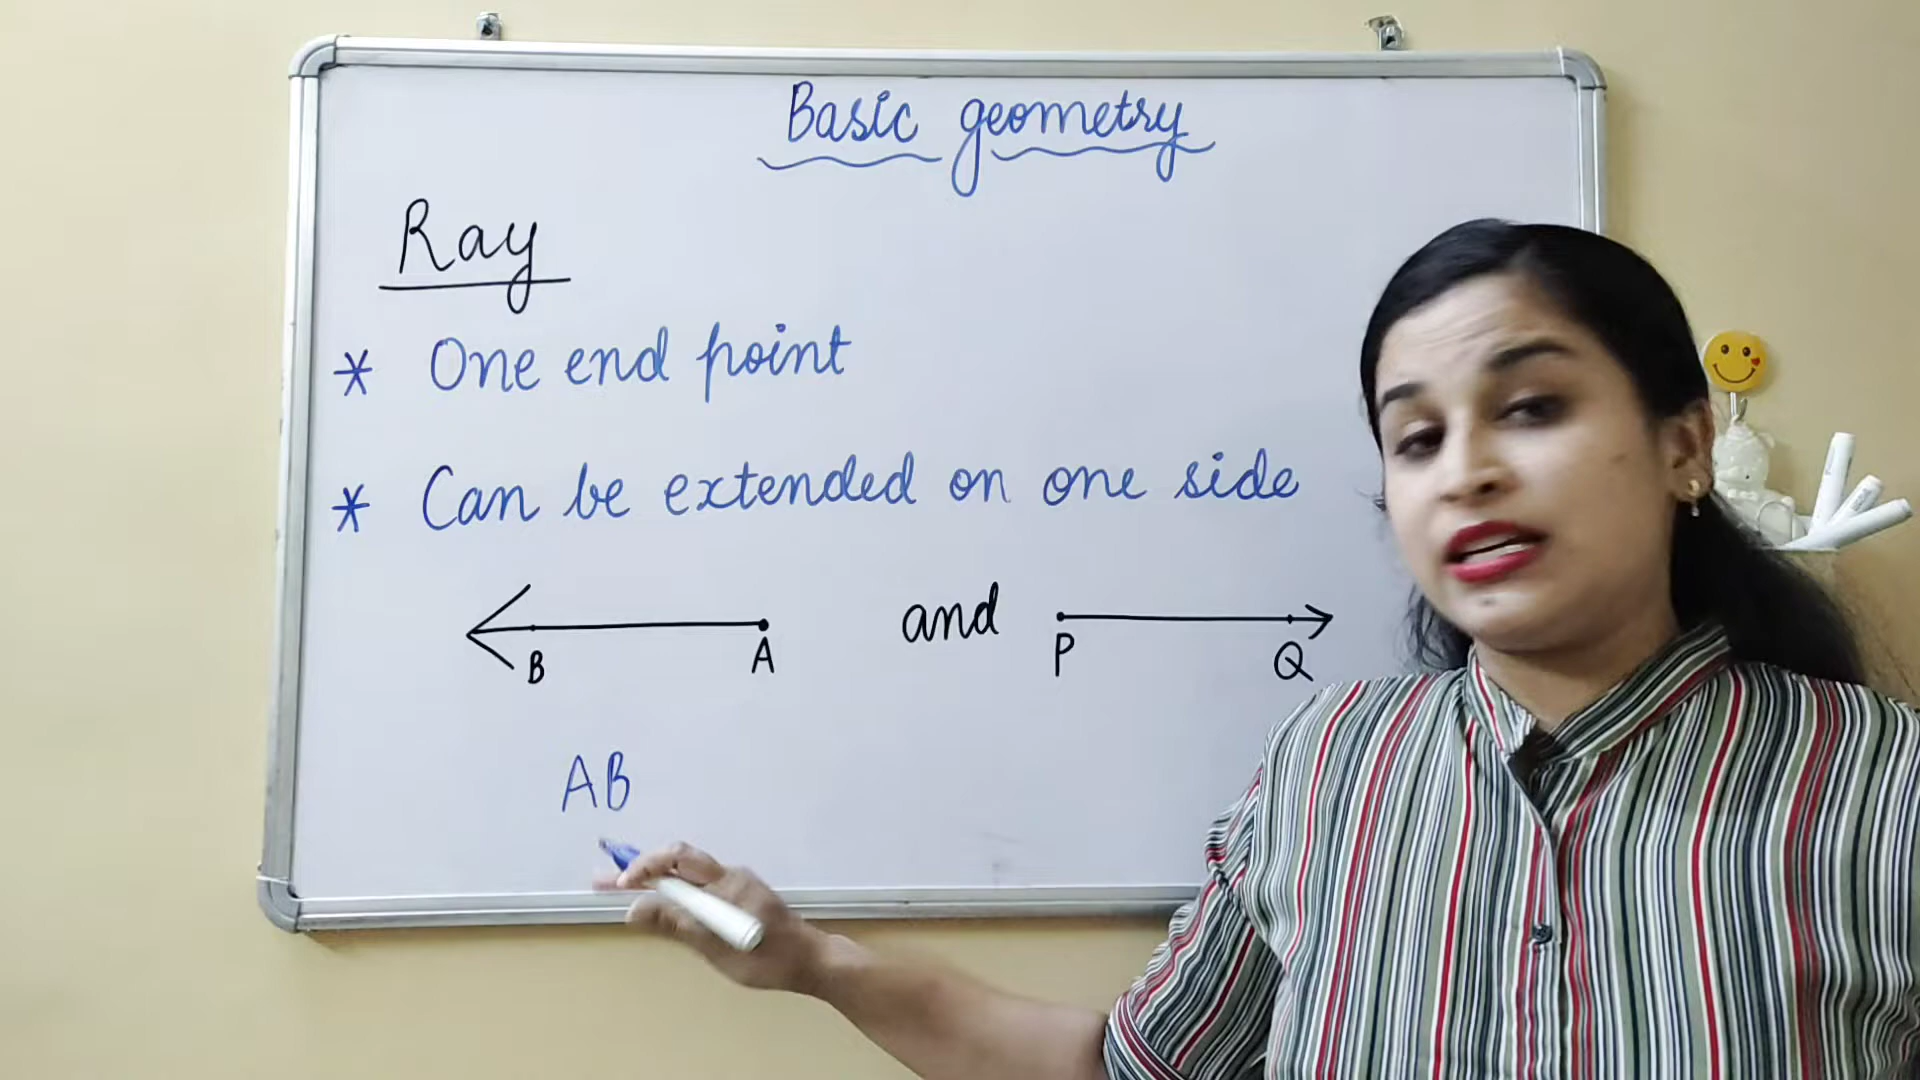 Basic geometry
Ray
* One end point
* Can be extended on one side
B A and P Q
AB